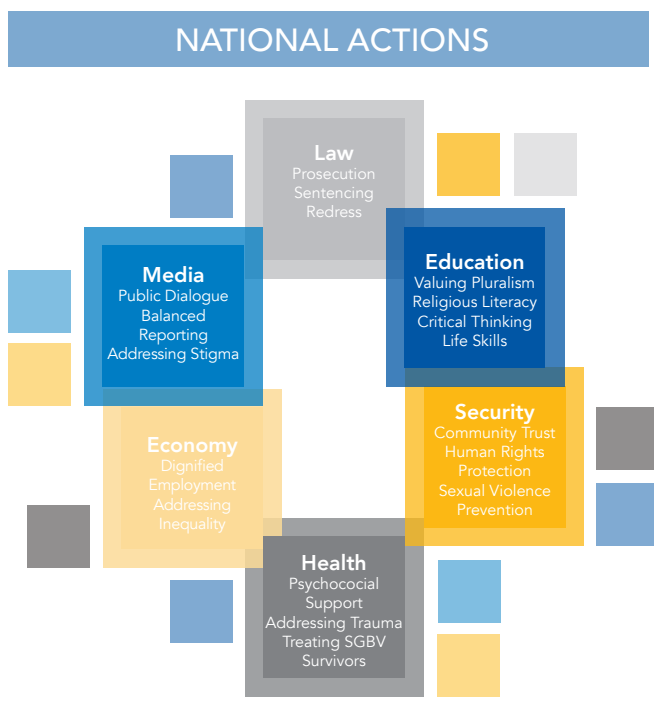 NATIONAL ACTIONS
Law
Prosecution
Sentencing
Redress
Education
Valuing Pluralism
Religious Literacy
Critical Thinking
Life Skills
Media
Public Dialogue
Balanced
Reporting
Addressing Stigma
Security
Community Trust
Human Rights
Protection
Sexual Violence
Prevention
Economy
Dignified
Employment
Addressing
Inequality
Health
Psychococial
Support
Addressing Trauma
Treating SGBV
Survivors